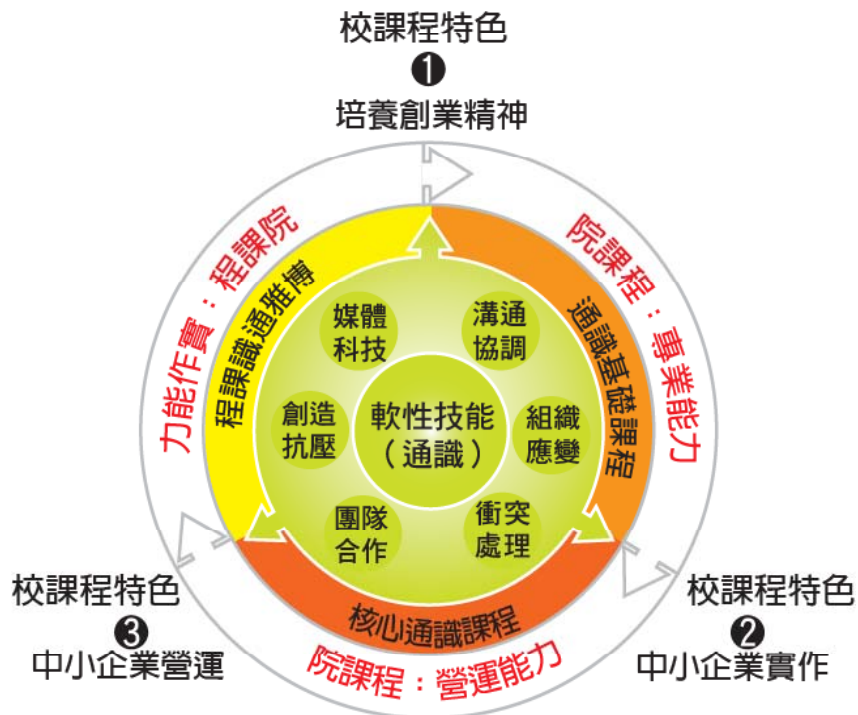 校課程特色
❶
培養創業精神
院課程：專業能力
程課院：實作能力
通識基礎課程
程課識通雅博
媒體
科技
溝通
協調
創造
抗壓
軟性技能
（通識）
組織
應變
團隊
合作
衝突
處理
核心通識課程
院課程：營運能力
校課程特色
❸
中小企業營運
校課程特色
❷
中小企業實作